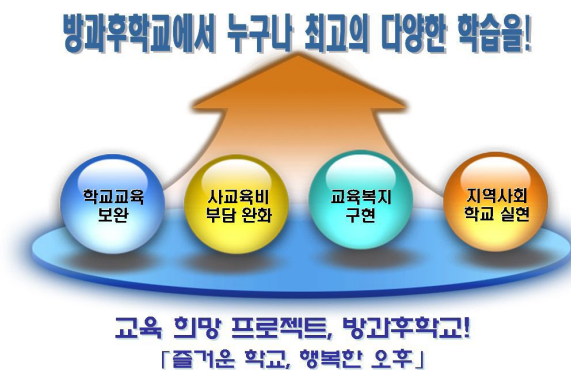 방과후학교에서 누구나 최고의 다양한 학습을!
학교교육
보완
사교육비
부담 완화
교육복지
구현
지역사회
학교 실현
교육 희망 프로젝트, 방과후학교!
「즐거운 학교, 행복한 오후」